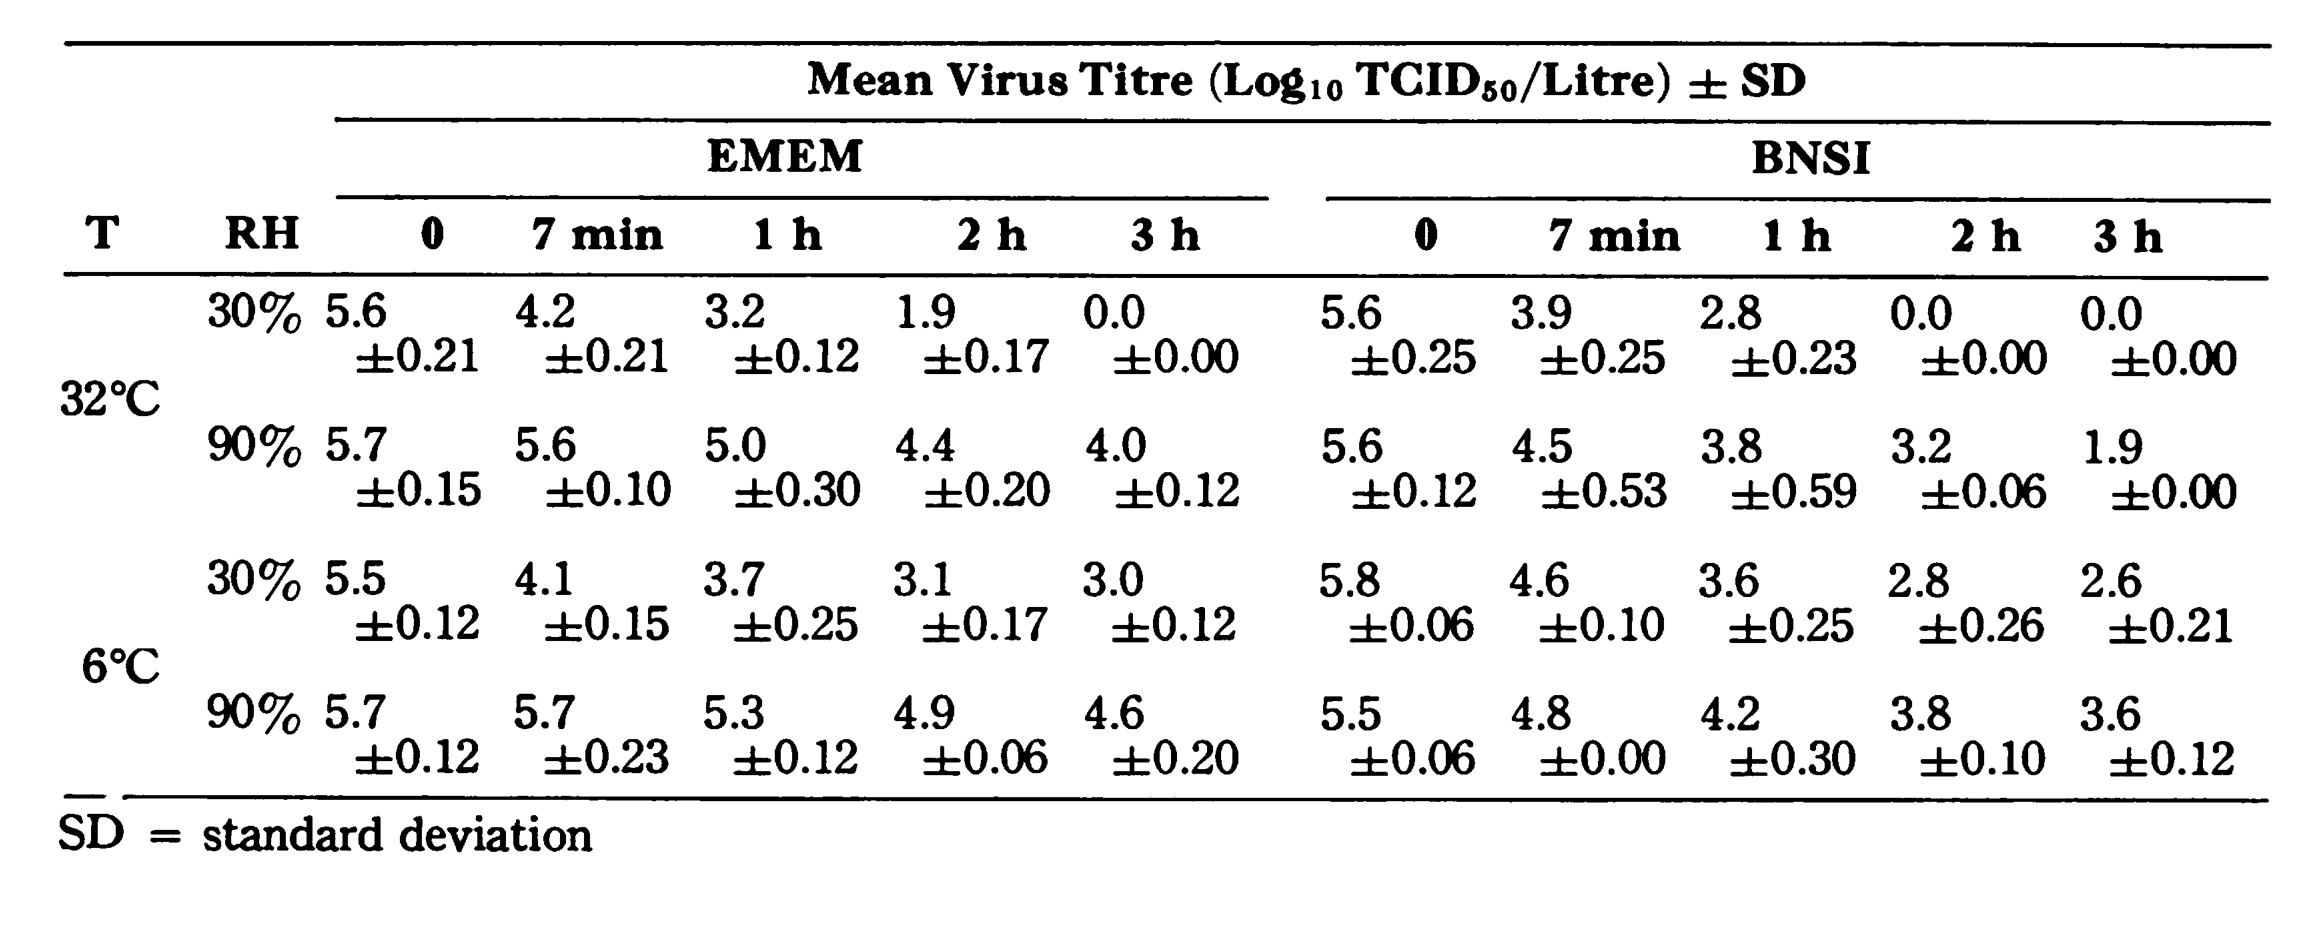 Mean Virus Titre (Log₁₀ TCID₅₀/Litre) ± SD
EMEM BNSI
T RH 0 7 min 1 h 2 h 3 h 0 7 min 1 h 2 h 3 h
30% 5.6 4.2 3.2 1.9 0.0 5.6 3.9 2.8 0.0 0.0
±0.21 ±0.21 ±0.12 ±0.17 ±0.00 ±0.25 ±0.25 ±0.23 ±0.00 ±0.00
32°C
90% 5.7 5.6 5.0 4.4 4.0 5.6 4.5 3.8 3.2 1.9
±0.15 ±0.10 ±0.30 ±0.20 ±0.12 ±0.12 ±0.53 ±0.59 ±0.06 ±0.00
30% 5.5 4.1 3.7 3.1 3.0 5.8 4.6 3.6 2.8 2.6
±0.12 ±0.15 ±0.25 ±0.17 ±0.12 ±0.06 ±0.10 ±0.25 ±0.26 ±0.21
6°C
90% 5.7 5.7 5.3 4.9 4.6 5.5 4.8 4.2 3.8 3.6
±0.12 ±0.23 ±0.12 ±0.06 ±0.20 ±0.06 ±0.00 ±0.30 ±0.10 ±0.12
SD = standard deviation